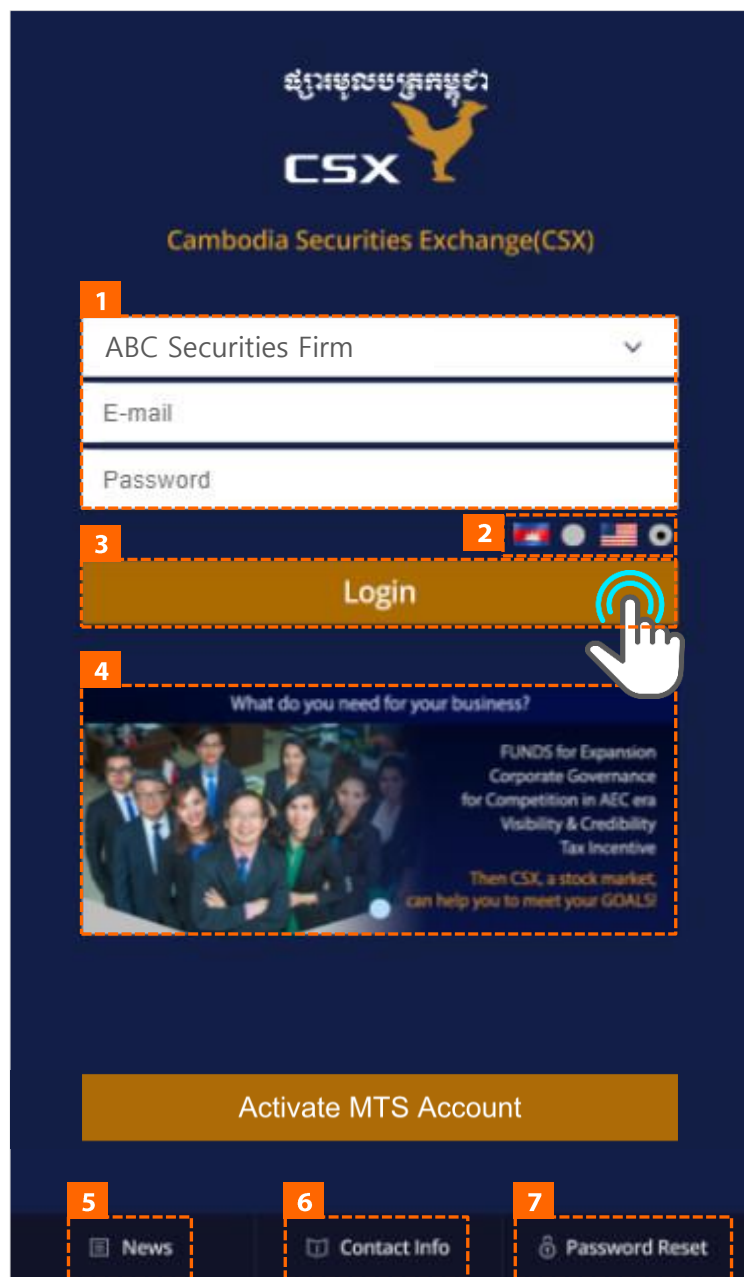 ផ្សារមូលបត្រកម្ពុជា
CSX
Cambodia Securities Exchange(CSX)
1
ABC Securities Firm
E-mail
Password
2
3
Login
4
What do you need for your business?
FUNDS for Expansion
Corporate Governance
for Competition in AEC era
Visibility & Credibility
Tax Incentive
Then CSX, a stock market,
can help you to meet your GOALS!
Activate MTS Account
5
6
7
News
Contact Info
Password Reset